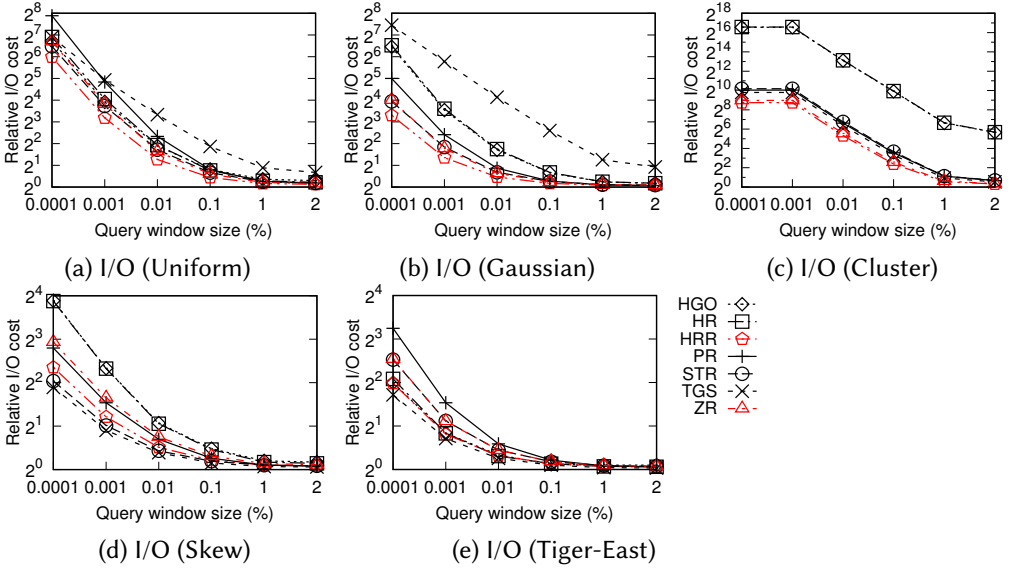 Relative I/O cost
2^8
2^7
2^6
2^5
2^4
2^3
2^2
2^1
2^0
0.0001 0.001 0.01 0.1 1 2
Query window size (%)
(a) I/O (Uniform)
Relative I/O cost
2^8
2^7
2^6
2^5
2^4
2^3
2^2
2^1
2^0
0.0001 0.001 0.01 0.1 1 2
Query window size (%)
(b) I/O (Gaussian)
Relative I/O cost
2^18
2^16
2^14
2^12
2^10
2^8
2^6
2^4
2^2
2^0
0.0001 0.001 0.01 0.1 1 2
Query window size (%)
(c) I/O (Cluster)
Relative I/O cost
2^4
2^3
2^2
2^1
2^0
0.0001 0.001 0.01 0.1 1 2
Query window size (%)
(d) I/O (Skew)
Relative I/O cost
2^4
2^3
2^2
2^1
2^0
0.0001 0.001 0.01 0.1 1 2
Query window size (%)
(e) I/O (Tiger-East)
HGO
HR
HRR
PR
STR
TGS
ZR